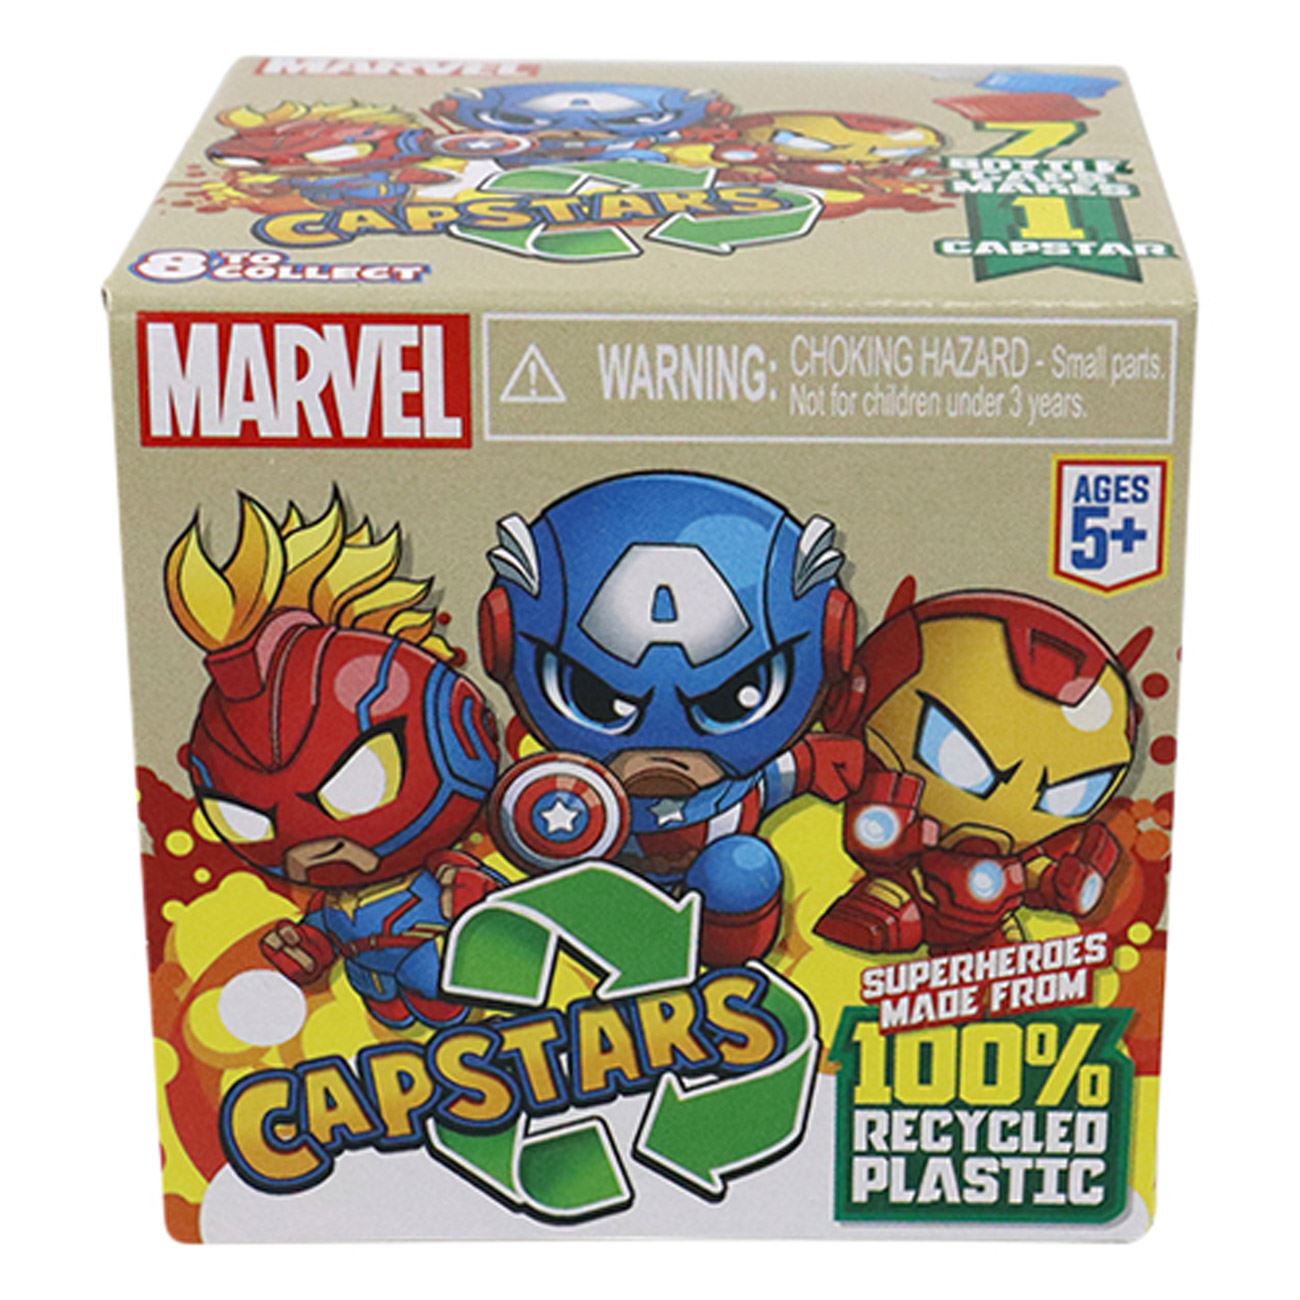 MARVEL
7
BOTTLE
CAPS
MAKES
1
CAPSTAR
CAPSTARS
8 TO
COLLECT
MARVEL
WARNING: CHOKING HAZARD - Small parts.
Not for children under 3 years.
AGES
5+
A
SUPERHEROES
MADE FROM
100%
RECYCLED
PLASTIC
CAPSTARS